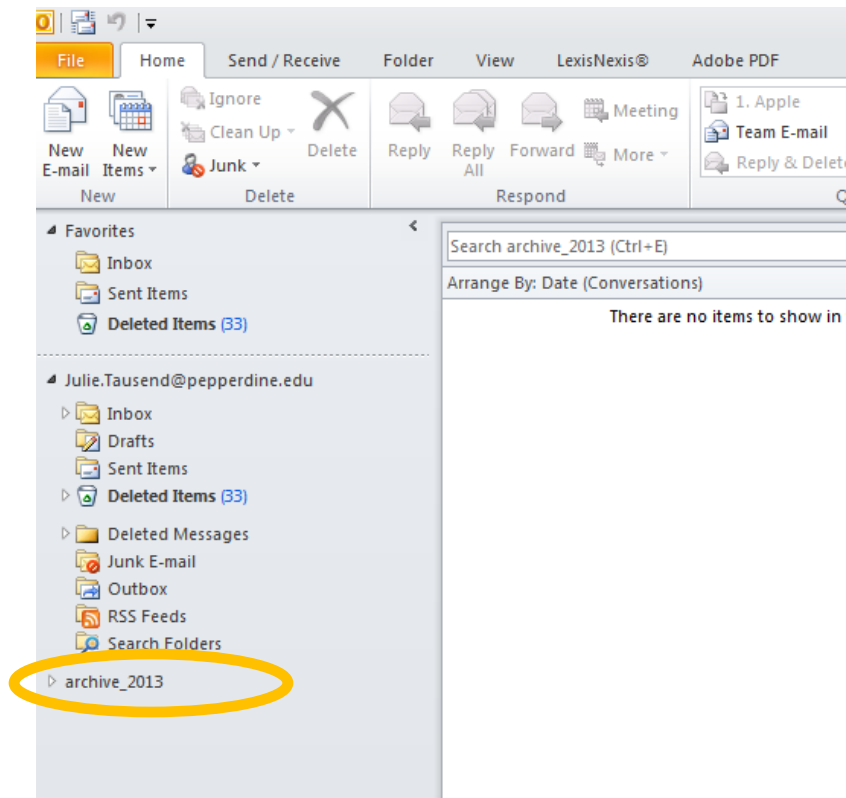 File Home Send / Receive Folder View LexisNexis® Adobe PDF
New E-mail
New Items
Ignore
Clean Up
Junk
Delete
Reply
Reply All
Forward
Meeting
More
1. Apple
Team E-mail
Reply & Delete
New
Delete
Respond
Q
Favorites
Inbox
Sent Items
Deleted Items (33)
Julie.Tausend@pepperdine.edu
Inbox
Drafts
Sent Items
Deleted Items (33)
Deleted Messages
Junk E-mail
Outbox
RSS Feeds
Search Folders
archive_2013
Search archive_2013 (Ctrl+E)
Arrange By: Date (Conversations)
There are no items to show in